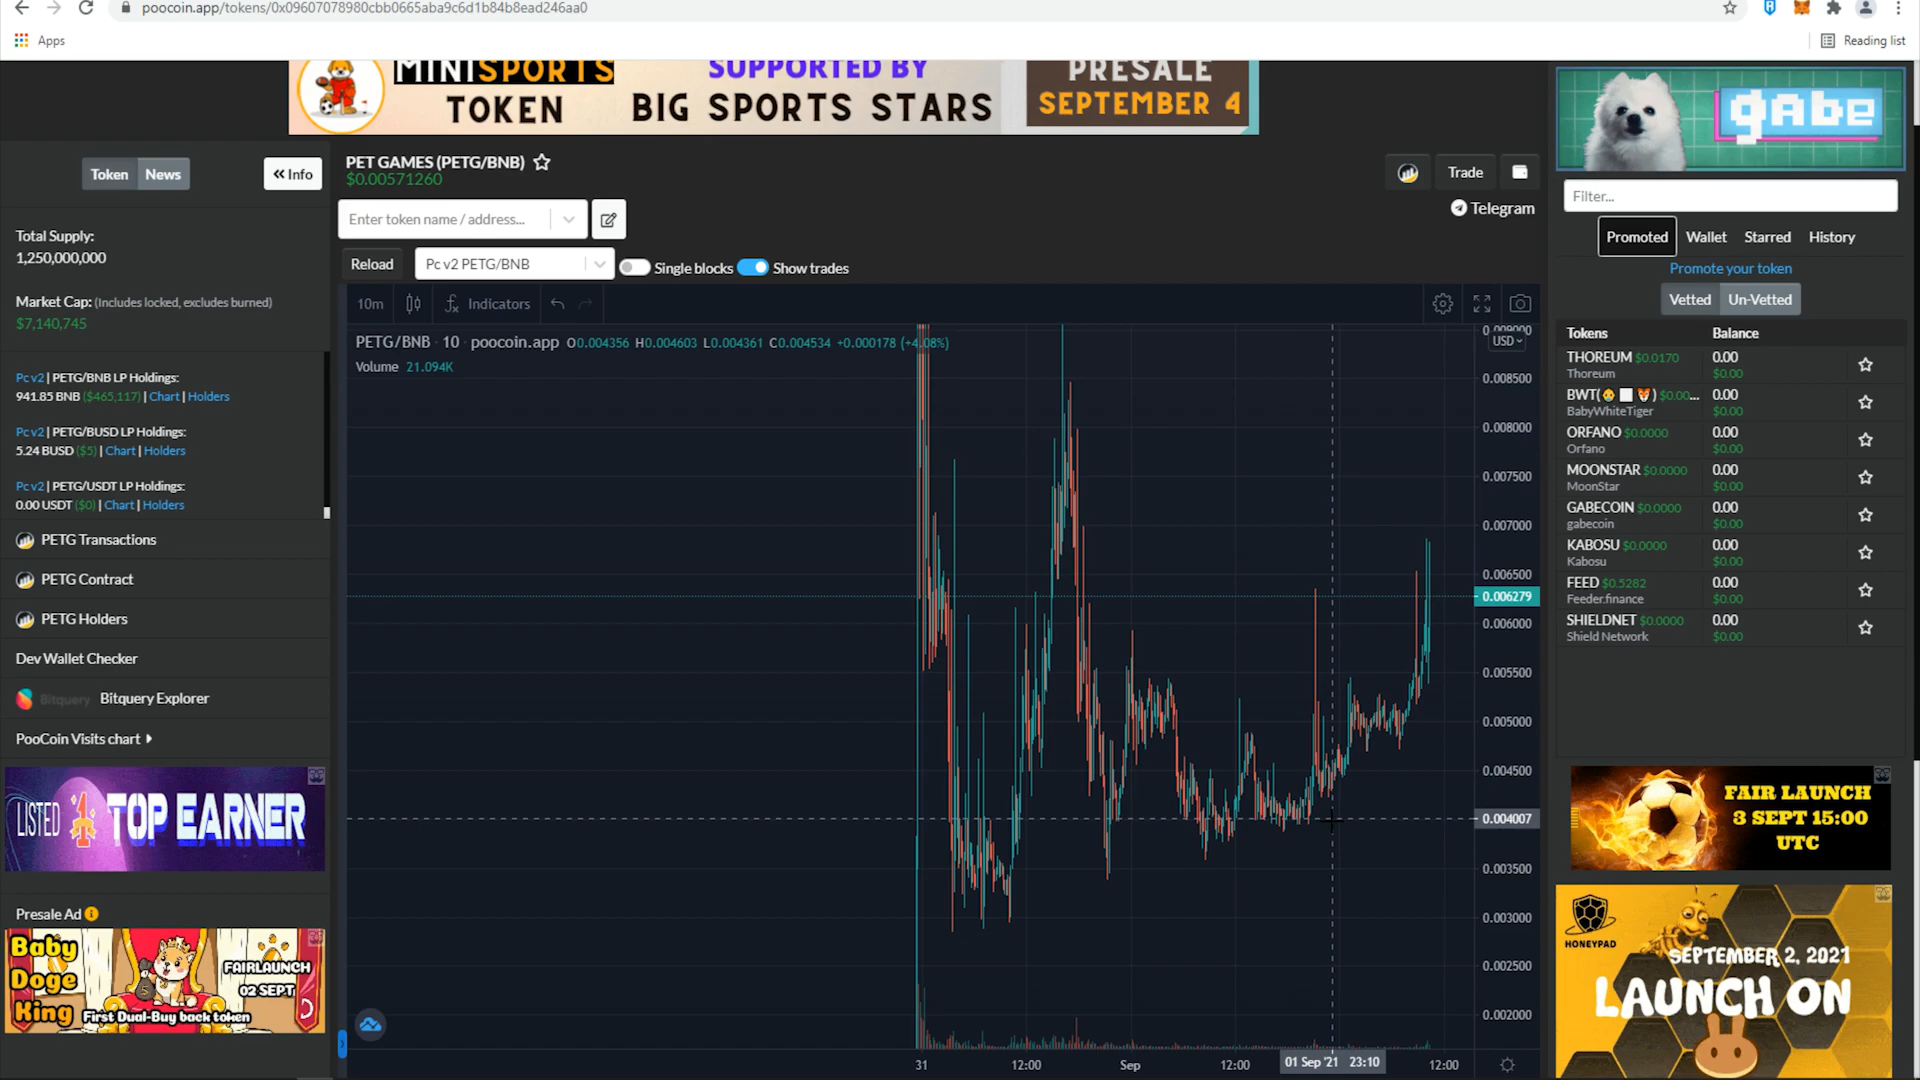 poocoin.app/tokens/0x09607078980cbb0665aba9c6d1b84b8ead246aa0
Apps
Reading list
MINISPORTS
TOKEN
SUPPORTED BY
BIG SPORTS STARS
PRESALE
SEPTEMBER 4
gabe
Token
News
« Info
Total Supply:
1,250,000,000
Market Cap: (Includes locked, excludes burned)
$7,140,745
Pc v2 | PETG/BNB LP Holdings:
941.85 BNB ($465,117) | Chart | Holders
Pc v2 | PETG/BUSD LP Holdings:
5.24 BUSD ($5) | Chart | Holders
Pc v2 | PETG/USDT LP Holdings:
0.00 USDT ($0) | Chart | Holders
PETG Transactions
PETG Contract
PETG Holders
Dev Wallet Checker
Bitquery Bitquery Explorer
PooCoin Visits chart
LISTED 1 TOP EARNER
Presale Ad
Baby
Doge
King
FAIRLAUNCH
02 SEPT
First Dual-Buy back token
PET GAMES (PETG/BNB)
$0.00571260
Trade
Telegram
Enter token name / address...
Reload
Pc v2 PETG/BNB
Single blocks
Show trades
10m
Indicators
PETG/BNB · 10 · poocoin.app O0.004356 H0.004603 L0.004361 C0.004534 +0.000178 (+4.08%)
Volume 21.094K
0.009000
USD
0.008500
0.008000
0.007500
0.007000
0.006500
0.006279
0.006000
0.005500
0.005000
0.004500
0.004007
0.003500
0.003000
0.002500
0.002000
31
12:00
Sep
12:00
01 Sep '21 23:10
12:00
Filter...
Promoted
Wallet
Starred
History
Promote your token
Vetted
Un-Vetted
Tokens
Balance
THOREUM $0.0170
0.00
Thoreum
$0.00
BWT( ) $0.00...
0.00
BabyWhiteTiger
$0.00
ORFANO $0.0000
0.00
Orfano
$0.00
MOONSTAR $0.0000
0.00
MoonStar
$0.00
GABECOIN $0.0000
0.00
gabecoin
$0.00
KABOSU $0.0000
0.00
Kabosu
$0.00
FEED $0.5282
0.00
Feeder.finance
$0.00
SHIELDNET $0.0000
0.00
Shield Network
$0.00
FAIR LAUNCH
3 SEPT 15:00
UTC
HONEYPAD
SEPTEMBER 2, 2021
LAUNCH ON